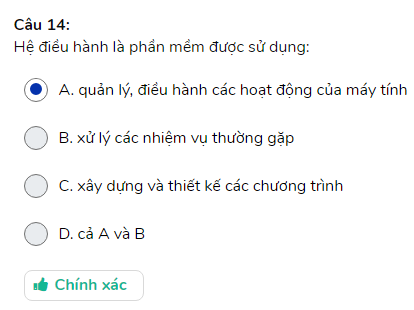 Câu 14:
Hệ điều hành là phần mềm được sử dụng:
A. quản lý, điều hành các hoạt động của máy tính
B. xử lý các nhiệm vụ thường gặp
C. xây dựng và thiết kế các chương trình
D. cả A và B
Chính xác